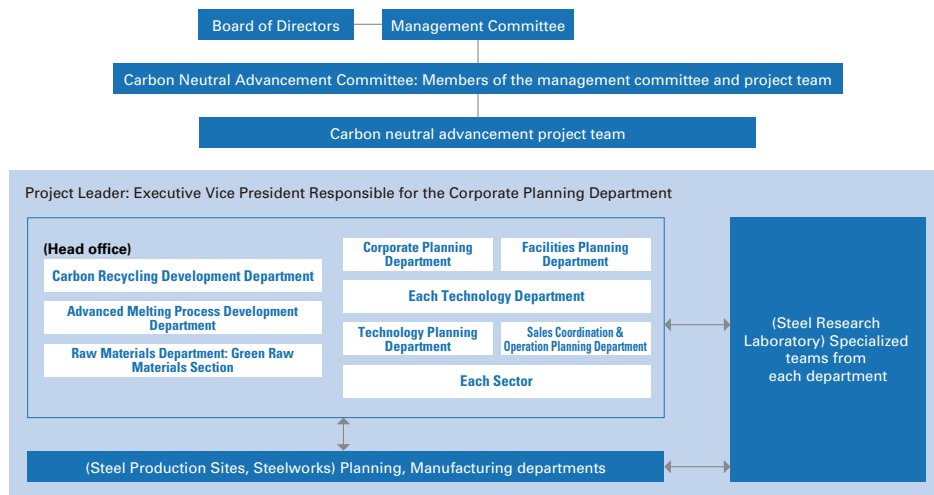 Board of Directors
Management Committee
Carbon Neutral Advancement Committee: Members of the management committee and project team
Carbon neutral advancement project team
Project Leader: Executive Vice President Responsible for the Corporate Planning Department
(Head office)
Carbon Recycling Development Department
Advanced Melting Process Development
Department
Raw Materials Department: Green Raw
Materials Section
Corporate Planning
Department
Facilities Planning
Department
Each Technology Department
Technology Planning
Department
Sales Coordination &
Operation Planning Department
Each Sector
(Steel Research
Laboratory) Specialized
teams from
each department
(Steel Production Sites, Steelworks) Planning, Manufacturing departments